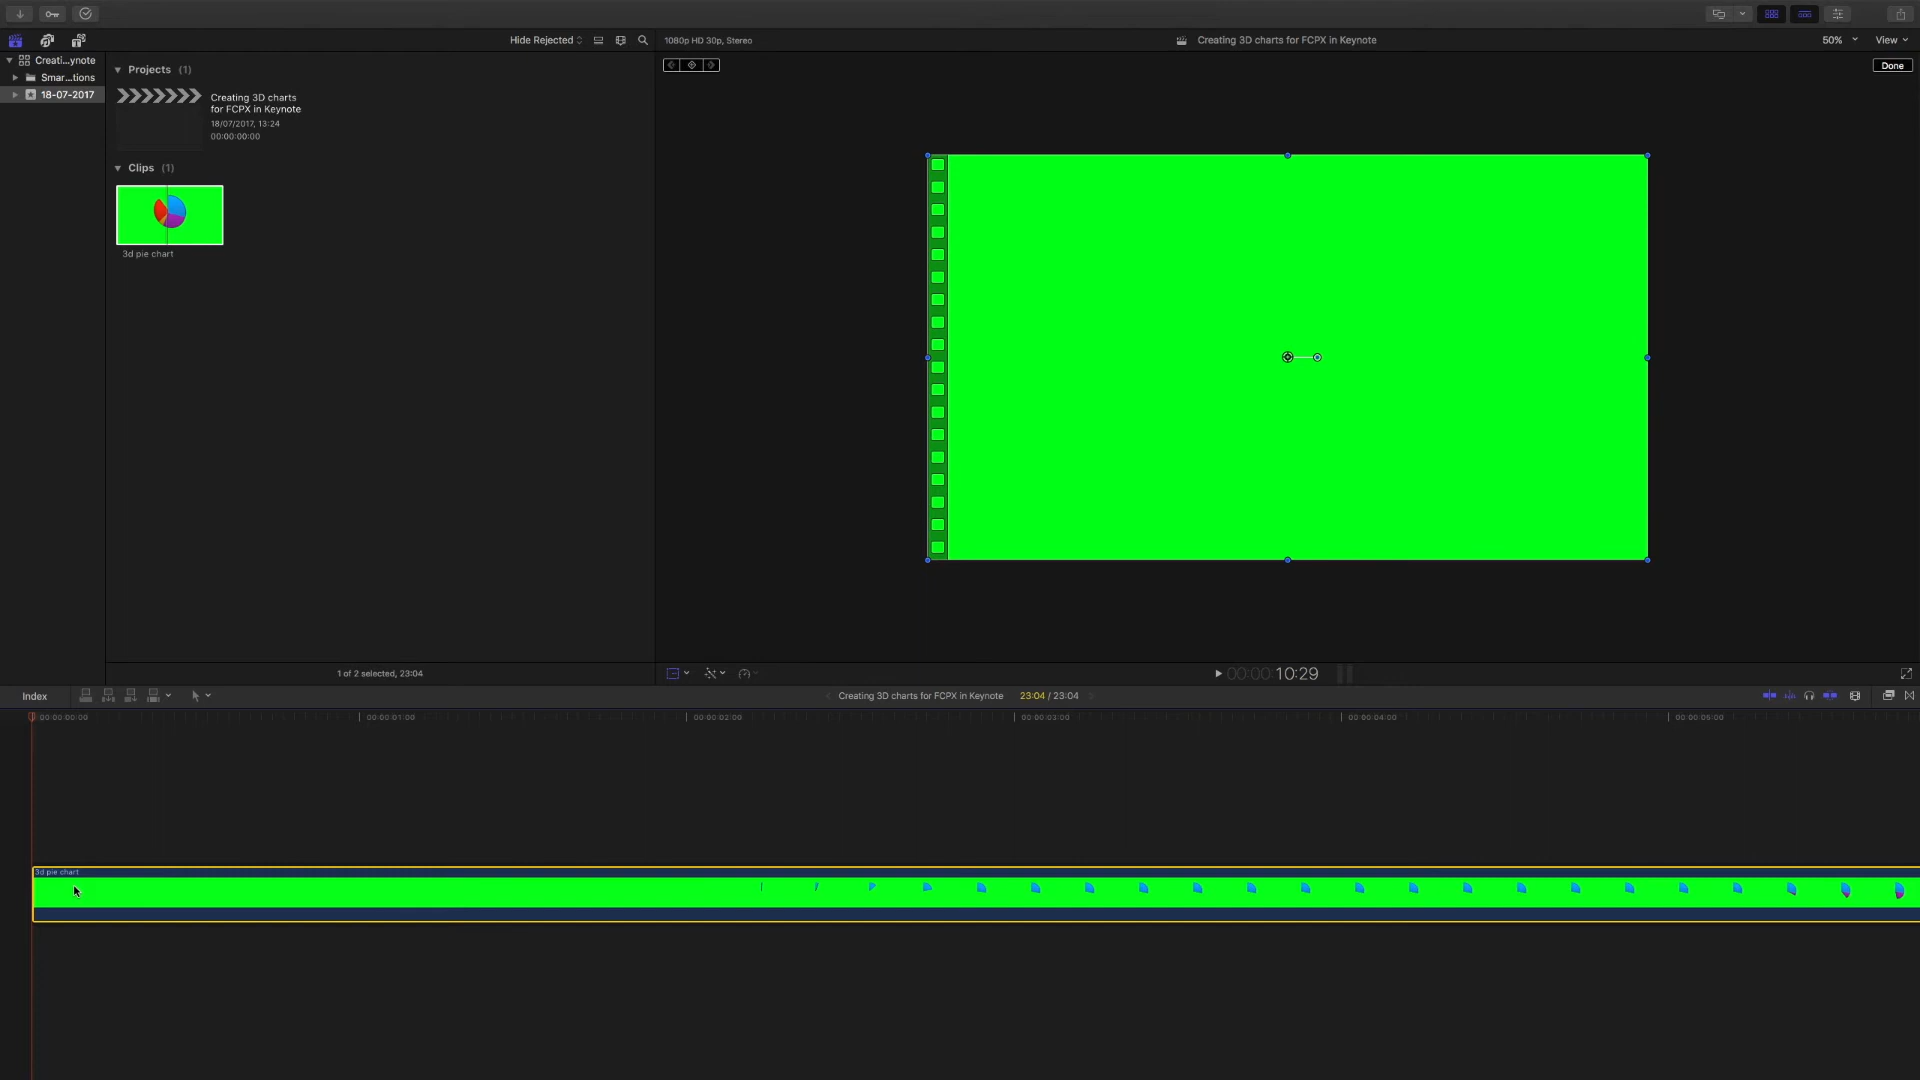 Hide Rejected
1080p HD 30p, Stereo
Creating 3D charts for FCPX in Keynote
50%
View
Creati...ynote
Smar...tions
18-07-2017
Projects (1)
Creating 3D charts
for FCPX in Keynote
18/07/2017, 13:24
00:00:00:00
Clips (1)
3d pie chart
Done
1 of 2 selected, 23:04
00:00:10:29
Index
Creating 3D charts for FCPX in Keynote
23:04 / 23:04
00:00:00:00
00:00:01:00
00:00:02:00
00:00:03:00
00:00:04:00
00:00:05:00
3d pie chart